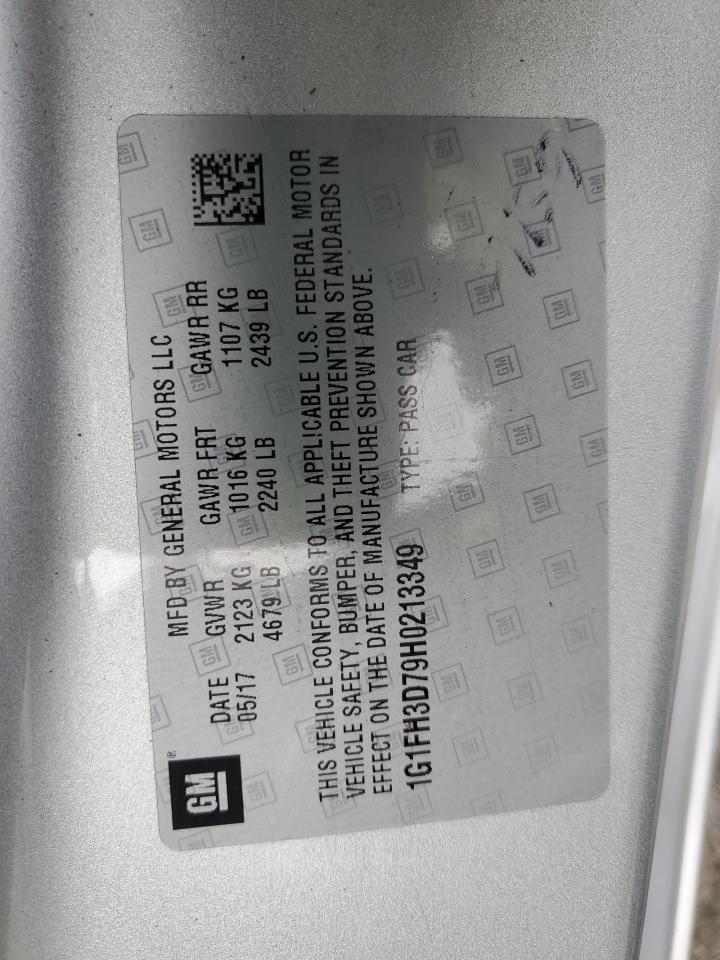 GM
MFD BY GENERAL MOTORS LLC
DATE GVWR GAWR FRT GAWR RR
05/17 2123 KG 1016 KG 1107 KG
4679 LB 2240 LB 2439 LB
THIS VEHICLE CONFORMS TO ALL APPLICABLE U.S. FEDERAL MOTOR
VEHICLE SAFETY, BUMPER, AND THEFT PREVENTION STANDARDS IN
EFFECT ON THE DATE OF MANUFACTURE SHOWN ABOVE.
1G1FH3D79H0213349 TYPE: PASS CAR